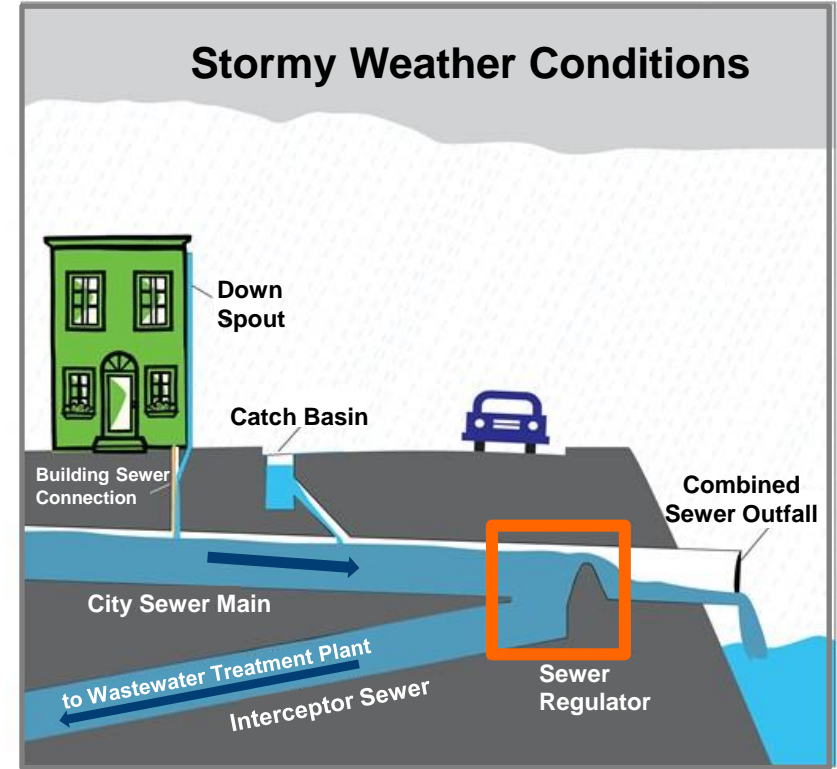 Stormy Weather Conditions
Down
Spout
Catch Basin
Building Sewer
Connection
Combined
Sewer Outfall
City Sewer Main
to Wastewater Treatment Plant
Interceptor Sewer
Sewer
Regulator